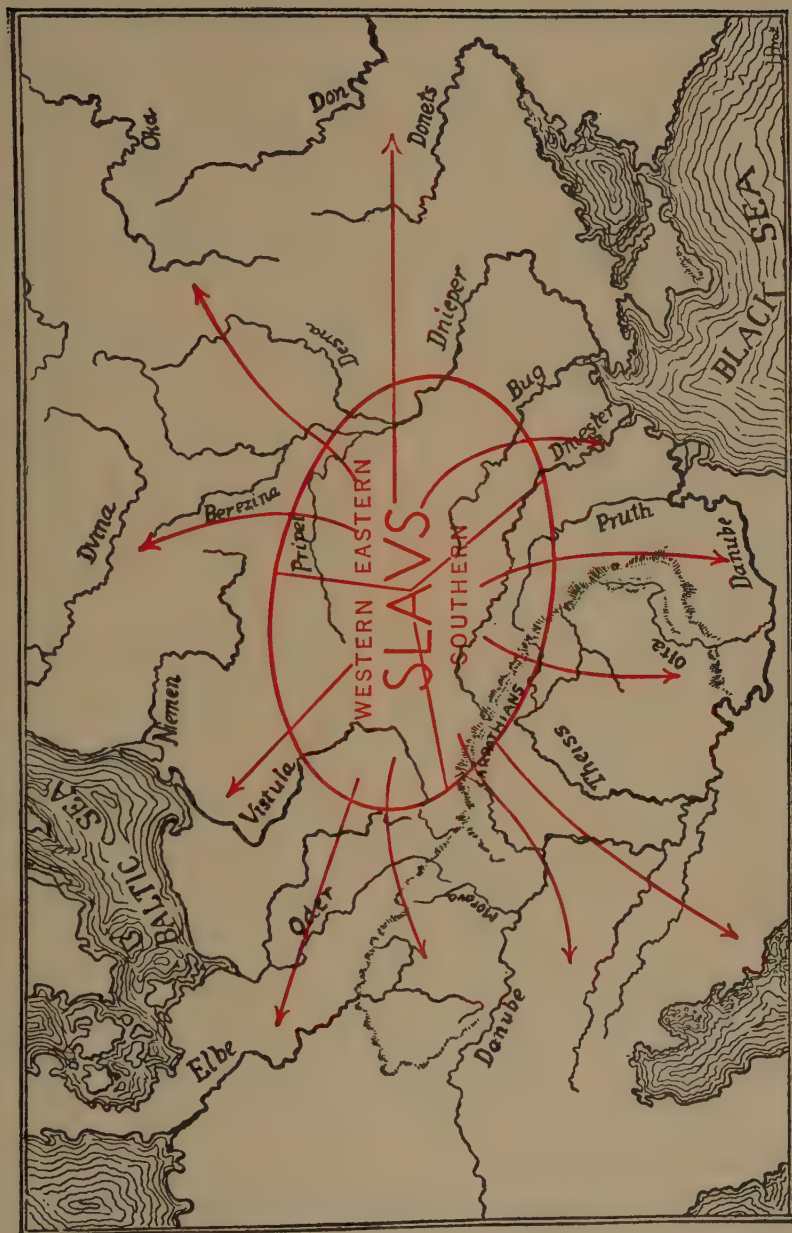 BALTIC SEA
BLACK SEA
Elbe
Oder
Vistula
Niemen
Dvina
Berezina
Pripet
Desna
Oka
Don
Donets
Dnieper
Bug
Dniester
Pruth
Danube
Olta
Theiss
CARPATHIANS
Morava
Danube
WESTERN EASTERN
SLAVS
SOUTHERN